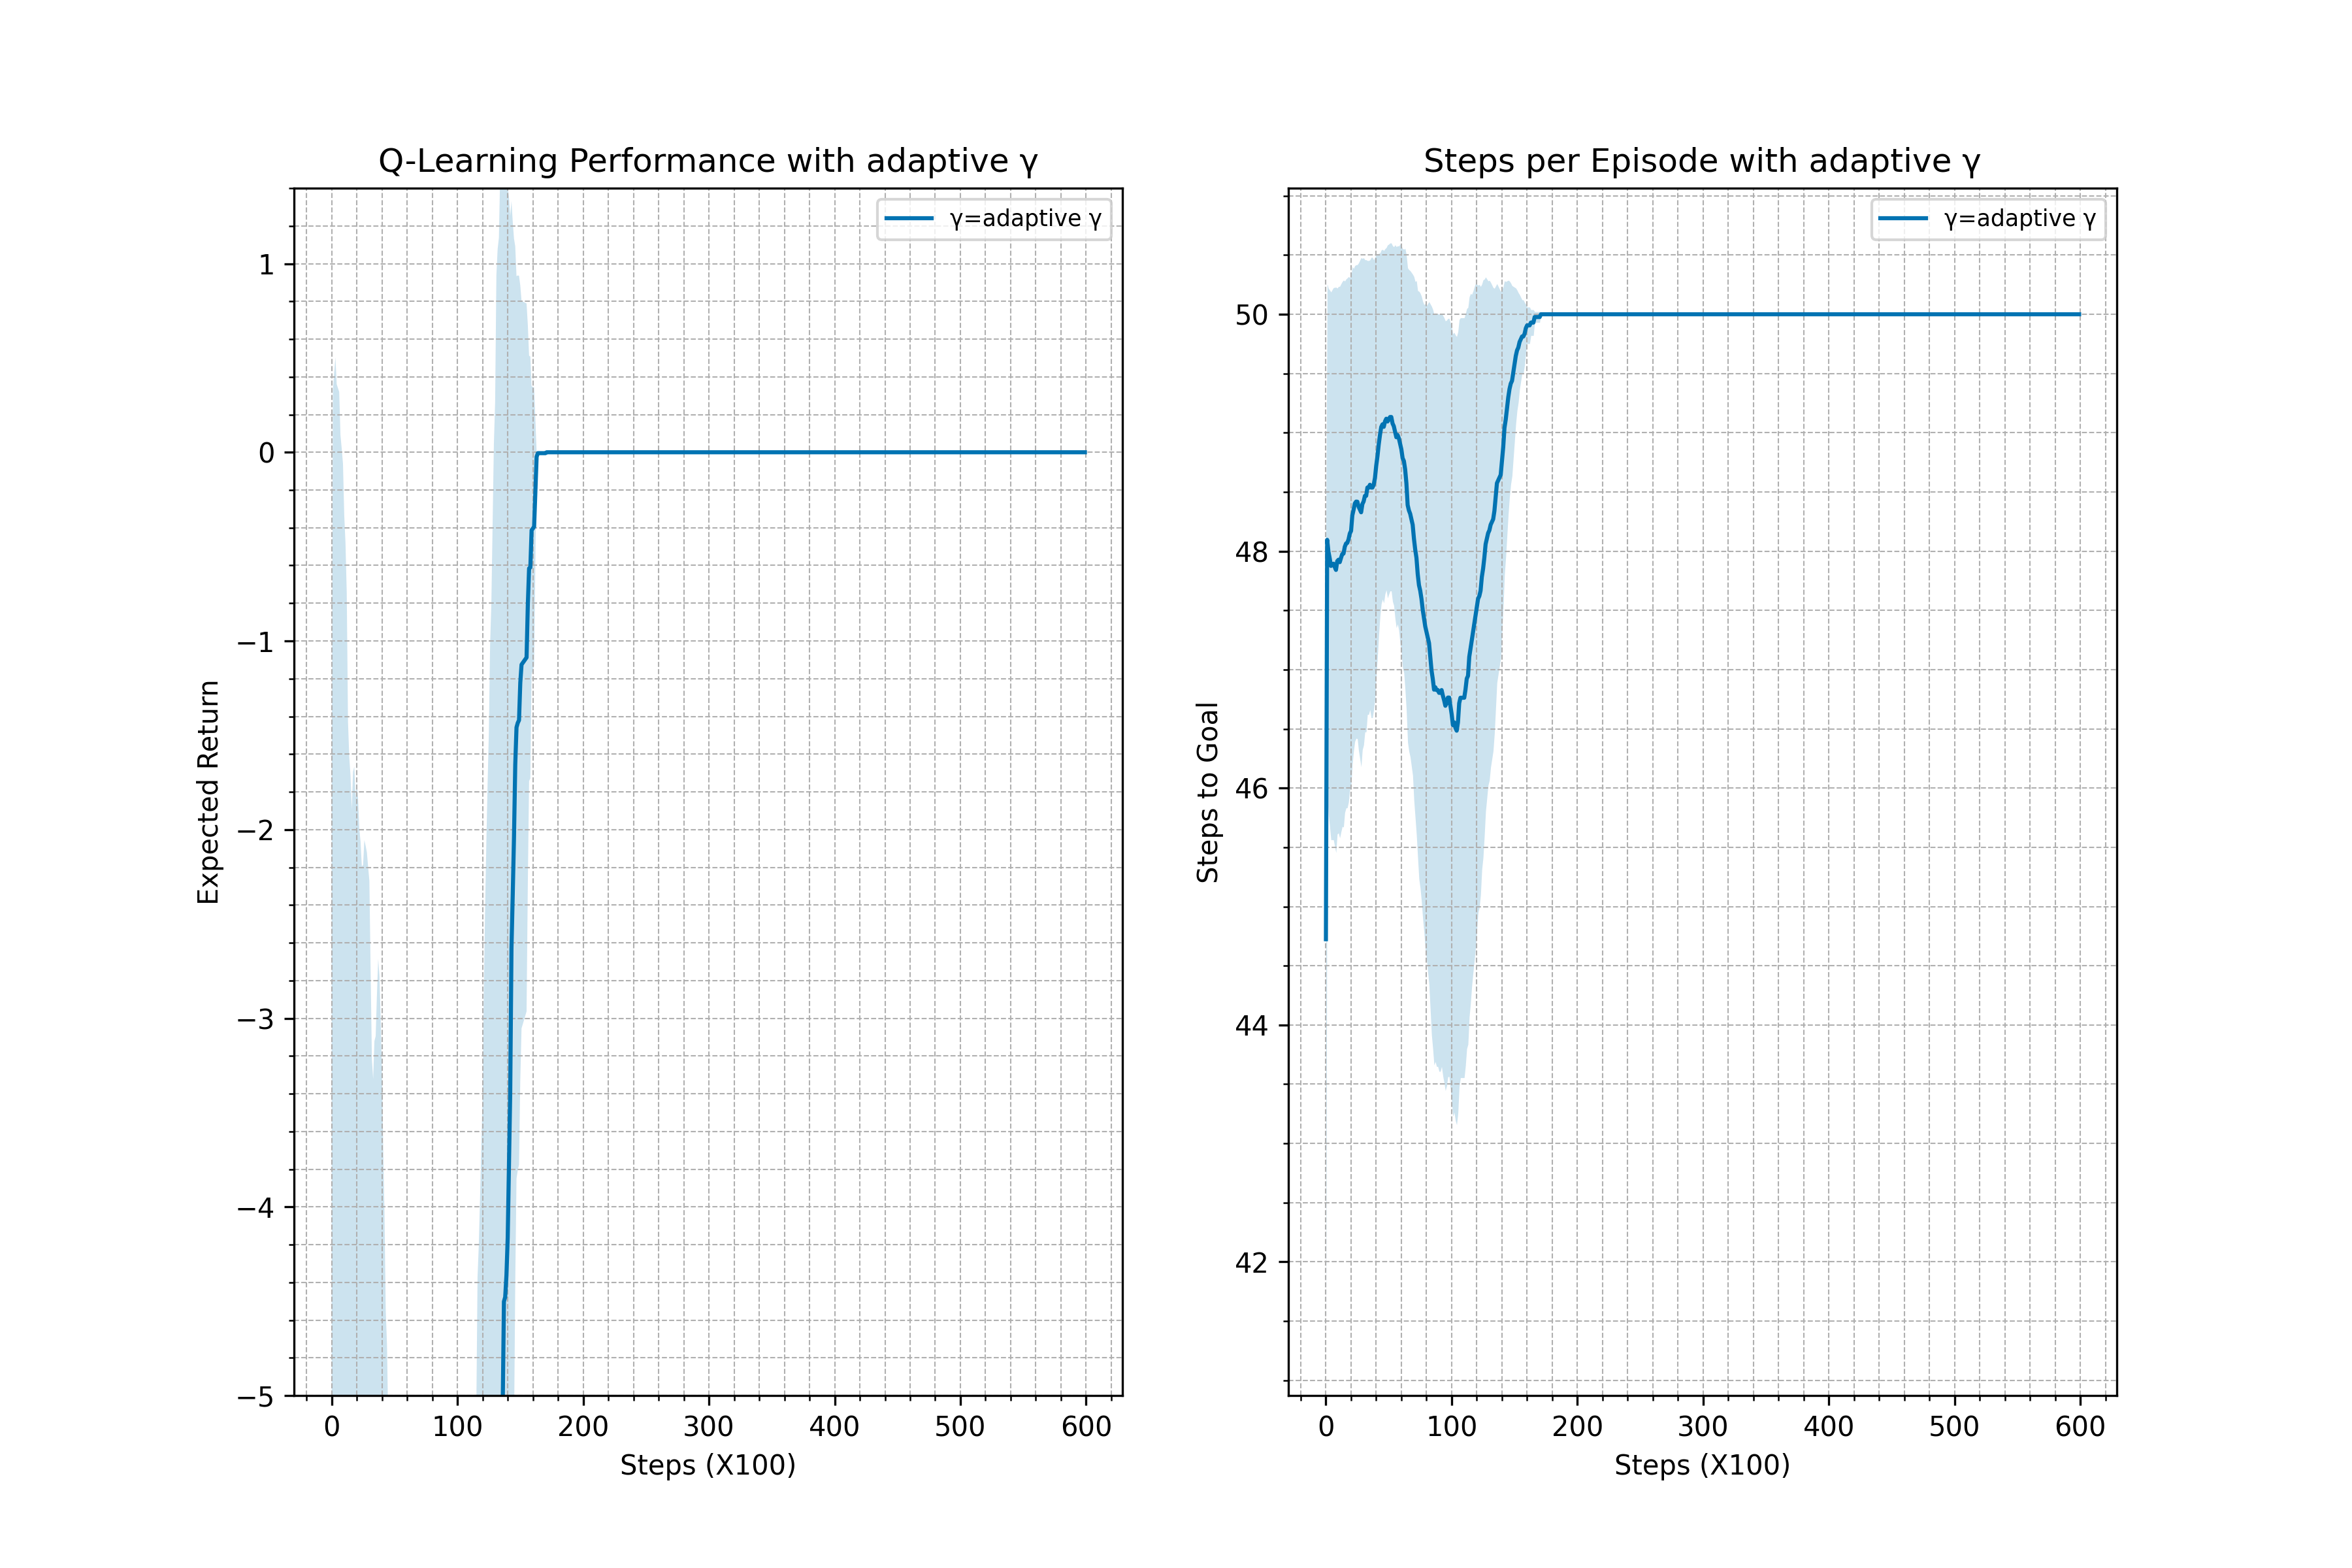 Q-Learning Performance with adaptive γ
γ=adaptive γ
1
0
−1
−2
−3
−4
−5
Expected Return
0 100 200 300 400 500 600
Steps (X100)
Steps per Episode with adaptive γ
γ=adaptive γ
50
48
46
44
42
Steps to Goal
0 100 200 300 400 500 600
Steps (X100)